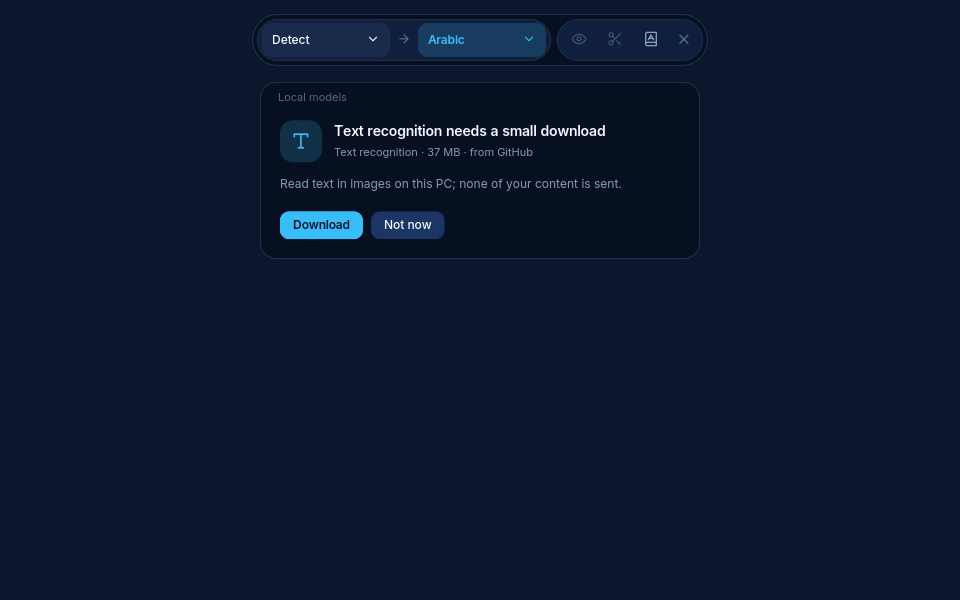 Detect
Arabic
Local models
Text recognition needs a small download
Text recognition · 37 MB · from GitHub
Read text in images on this PC; none of your content is sent.
Download
Not now